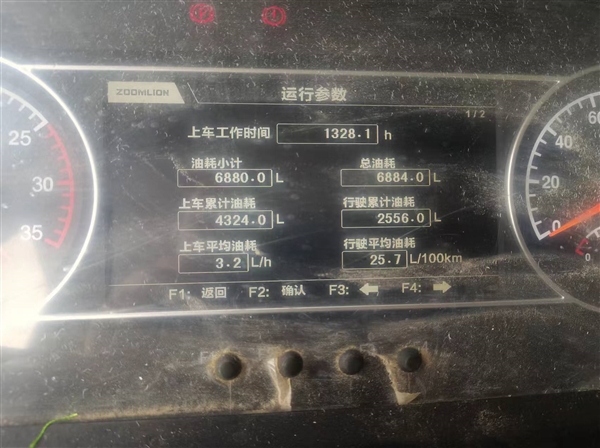 ZOOMLION 运行参数
1/2
上车工作时间 1328.1 h
油耗小计 总油耗
6880.0 L 6884.0 L
上车累计油耗 行驶累计油耗
4324.0 L 2556.0 L
上车平均油耗 行驶平均油耗
3.2 L/h 25.7 L/100km
F1: 返回 F2: 确认 F3: F4:
25
30
35
60
0
0